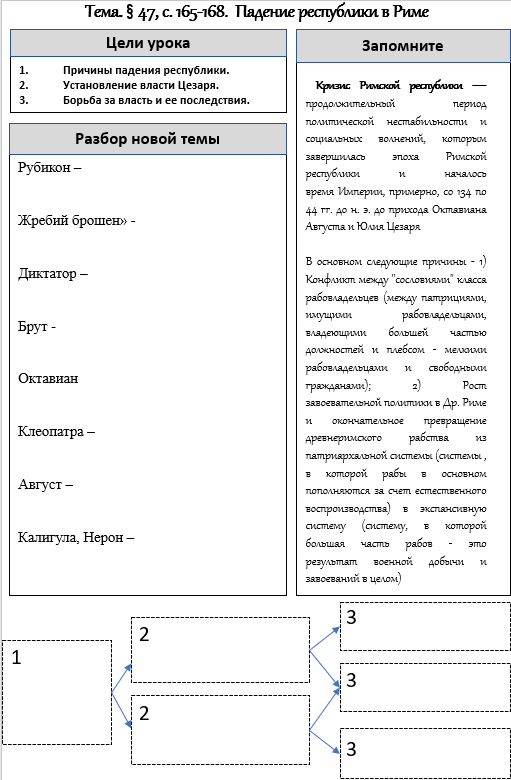 Тема. § 47, с. 165-168. Падение республики в Риме
Цели урока
1. Причины падения республики.
2. Установление власти Цезаря.
3. Борьба за власть и ее последствия.
Разбор новой темы
Рубикон –
Жребий брошен» -
Диктатор –
Брут -
Октавиан
Клеопатра –
Август –
Калигула, Нерон –
Запомните
Кризис Римской республики —
продолжительный период
политической нестабильности и
социальных волнений, которым
завершилась эпоха Римской
республики и началось
время Империи, примерно, со 134 по
44 гг. до н. э. до прихода Октавиана
Августа и Юлия Цезаря
В основном следующие причины - 1)
Конфликт между "сословиями" класса
рабовладельцев (между патрициями,
имущими рабовладельцами,
владеющими большей частью
должностей и плебсом - мелкими
рабовладельцами и свободными
гражданами); 2) Рост
завоевательной политики в Др. Риме
и окончательное превращение
древнеримского рабства из
патриархальной системы (системы ,
в которой рабы в основном
пополняются за счет естественного
воспроизводства) в экспансивную
систему (систему, в которой
большая часть рабов - это
результат военной добычи и
завоеваний в целом)
1
2
2
3
3
3